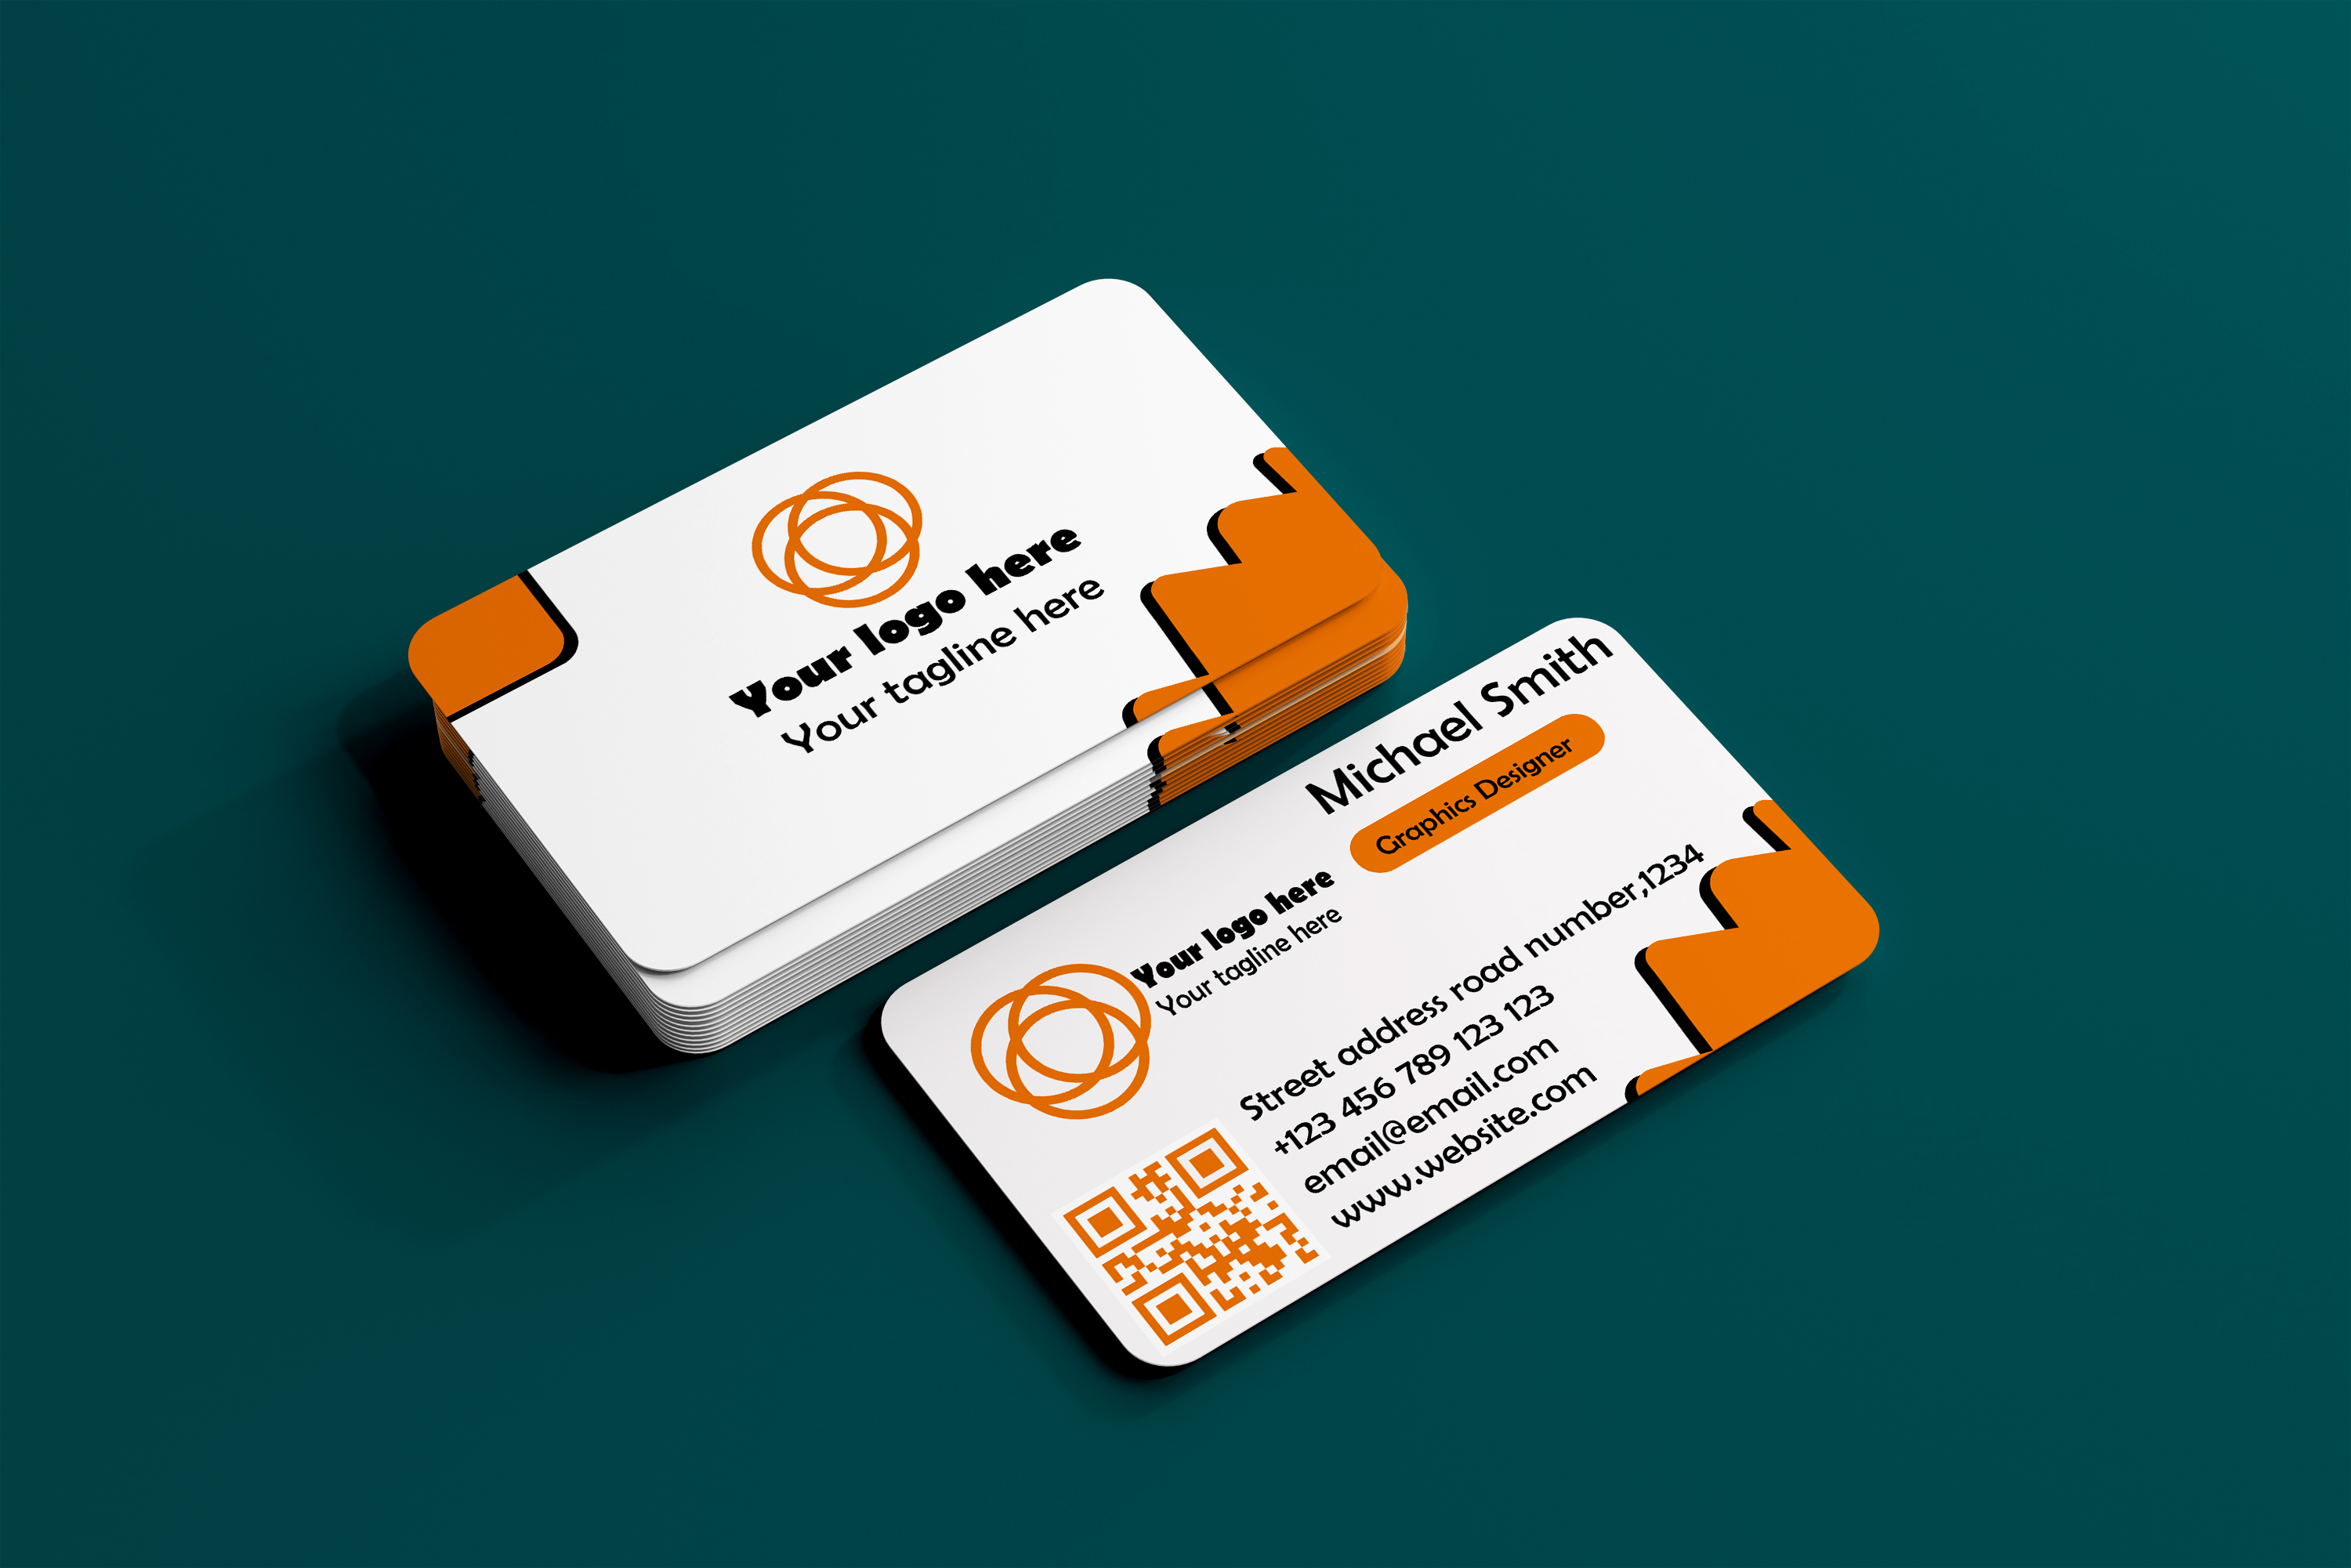 Your logo here
Your tagline here
Michael Smith
Graphics Designer
Your logo here
Your tagline here
Street address road number,1234
+123 456 789 123 123
email@email.com
www.website.com